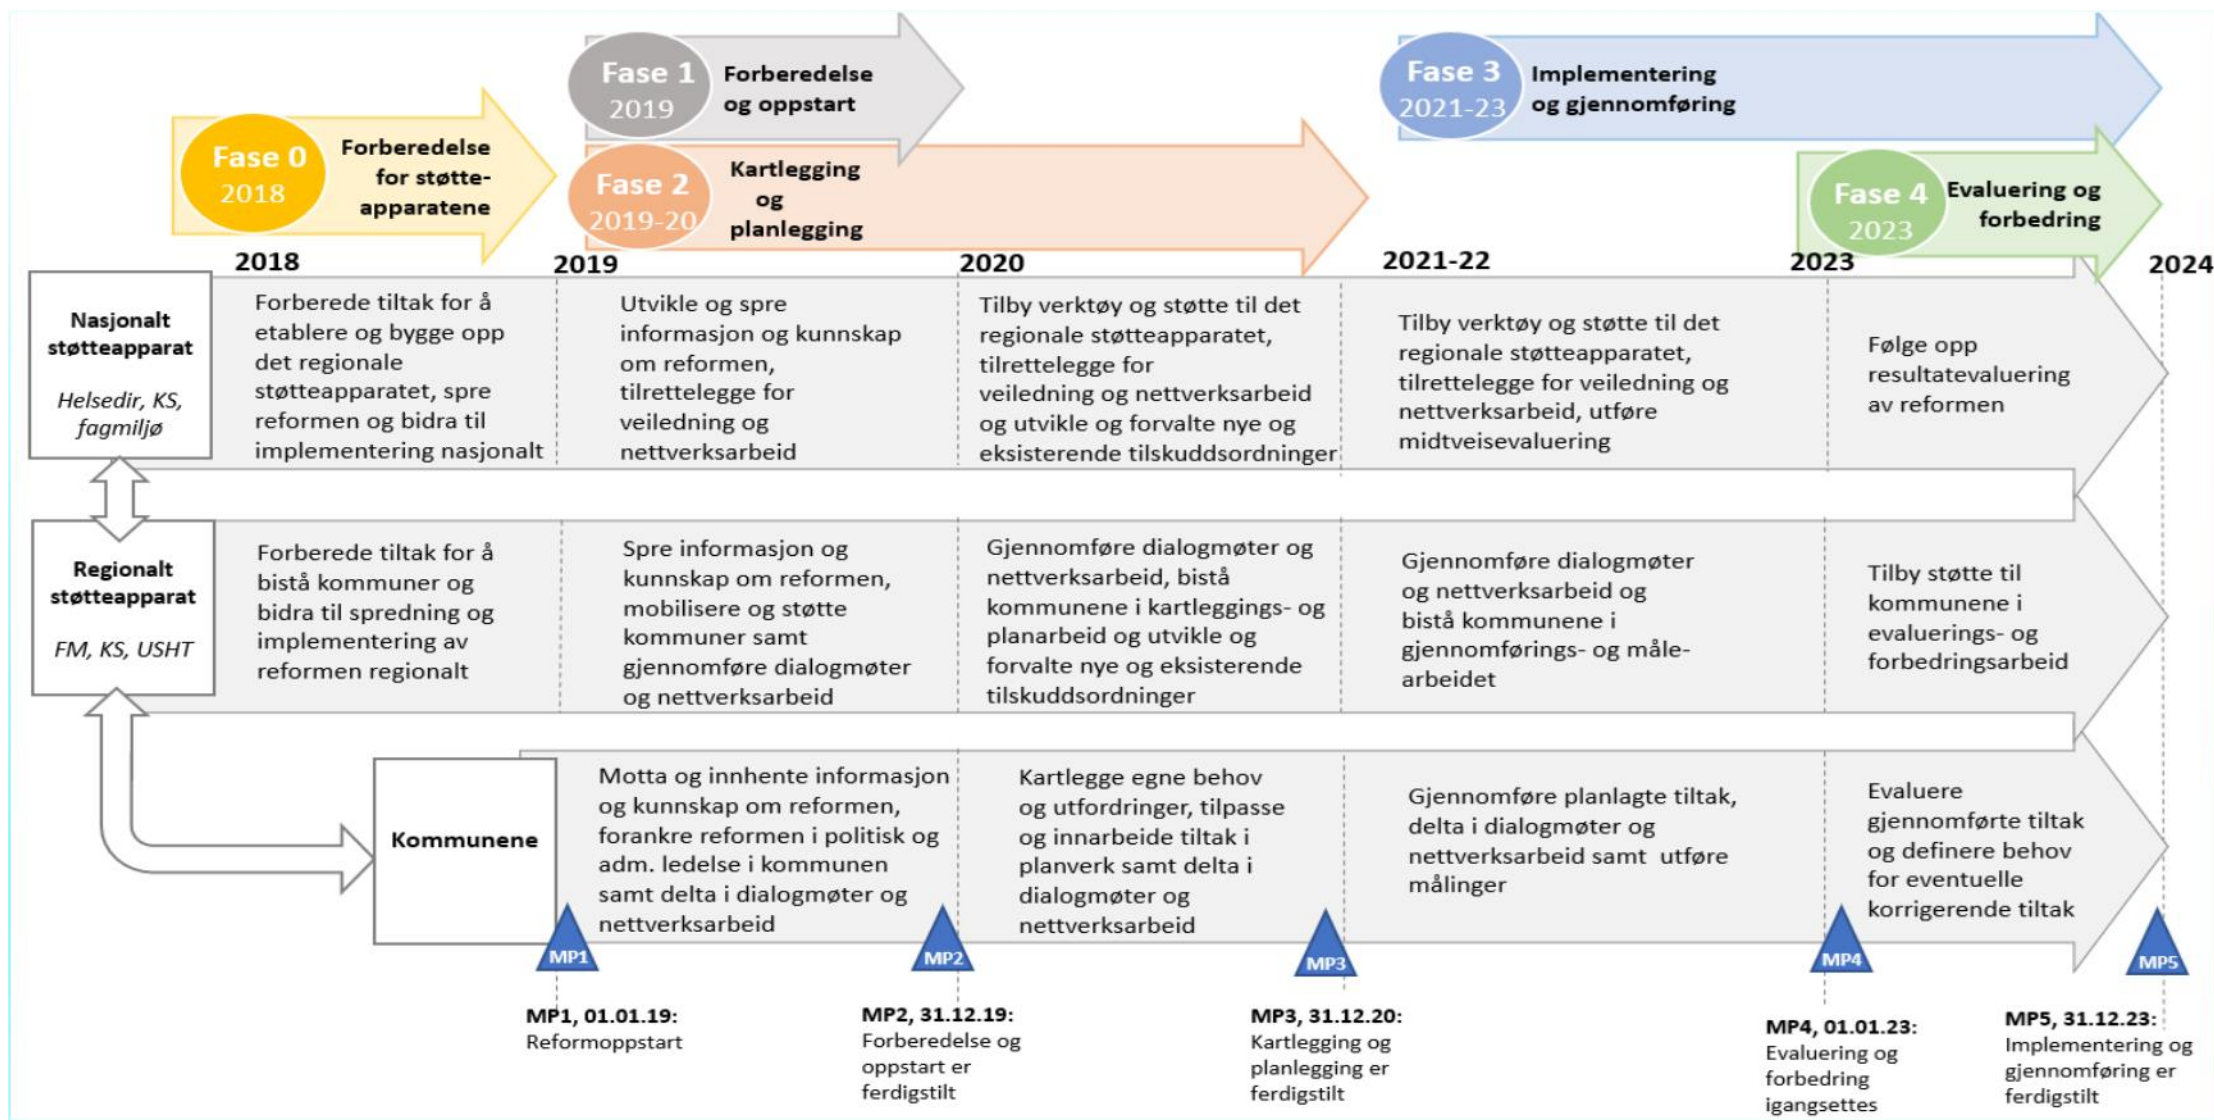 Fase 0
2018
Forberedelse
for støtte-
apparatene
Fase 1
2019
Forberedelse
og oppstart
Fase 2
2019-20
Kartlegging
og
planlegging
Fase 3
2021-23
Implementering
og gjennomføring
Fase 4
2023
Evaluering og
forbedring
2018
2019
2020
2021-22
2023
2024
Nasjonalt
støtteapparat
Helsedir, KS,
fagmiljø
Forberede tiltak for å
etablere og bygge opp
det regionale
støtteapparatet, spre
reformen og bidra til
implementering nasjonalt
Utvikle og spre
informasjon og kunnskap
om reformen,
tilrettelegge for
veiledning og
nettverksarbeid
Tilby verktøy og støtte til det
regionale støtteapparatet,
tilrettelegge for
veiledning og nettverksarbeid
og utvikle og forvalte nye og
eksisterende tilskuddsordninger
Tilby verktøy og støtte til det
regionale støtteapparatet,
tilrettelegge for veiledning og
nettverksarbeid, utføre
midtveisevaluering
Følge opp
resultatevaluering
av reformen
Regionalt
støtteapparat
FM, KS, USHT
Forberede tiltak for å
bistå kommuner og
bidra til spredning og
implementering av
reformen regionalt
Spre informasjon og
kunnskap om reformen,
mobilisere og støtte
kommuner samt
gjennomføre dialogmøter
og nettverksarbeid
Gjennomføre dialogmøter og
nettverksarbeid, bistå
kommunene i kartleggings- og
planarbeid og utvikle og
forvalte nye og eksisterende
tilskuddsordninger
Gjennomføre dialogmøter
og nettverksarbeid og
bistå kommunene i
gjennomførings- og måle-
arbeidet
Tilby støtte til
kommunene i
evaluerings- og
forbedringsarbeid
Kommunene
Motta og innhente informasjon
og kunnskap om reformen,
forankre reformen i politisk og
adm. ledelse i kommunen
samt delta i dialogmøter og
nettverksarbeid
Kartlegge egne behov
og utfordringer, tilpasse
og innarbeide tiltak i
planverk samt delta i
dialogmøter og
nettverksarbeid
Gjennomføre planlagte tiltak,
delta i dialogmøter og
nettverksarbeid samt utføre
målinger
Evaluere
gjennomførte tiltak
og definere behov
for eventuelle
korrigerende tiltak
MP1
MP2
MP3
MP4
MP5
MP1, 01.01.19:
Reformoppstart
MP2, 31.12.19:
Forberedelse og
oppstart er
ferdigstilt
MP3, 31.12.20:
Kartlegging og
planlegging er
ferdigstilt
MP4, 01.01.23:
Evaluering og
forbedring
igangsettes
MP5, 31.12.23:
Implementering og
gjennomføring er
ferdigstilt